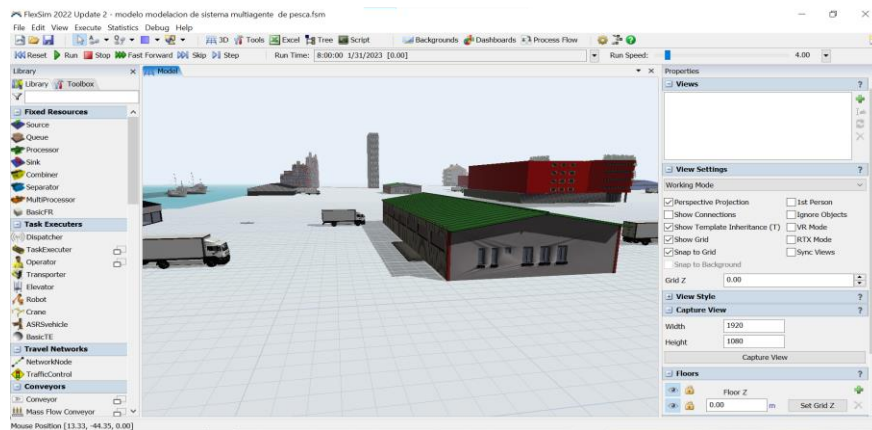 FlexSim 2022 Update 2 - modelo modelacion de sistema multiagente de pesca.fsm
File Edit View Execute Statistics Debug Help
3D Tools Excel Tree Script Backgrounds Dashboards Process Flow
Reset Run Stop Fast Forward Skip Step Run Time: 8:00:00 1/31/2023 [0.00] Run Speed: 4.00
Library
Model
Properties
Library Toolbox
Views
Fixed Resources
Source
Queue
Processor
Sink
Combiner
Separator
MultiProcessor
BasicFR
Task Executers
Dispatcher
TaskExecuter
Operator
Transporter
Elevator
Robot
Crane
ASRSvehicle
BasicTE
Travel Networks
NetworkNode
TrafficControl
Conveyors
Conveyor
Mass Flow Conveyor
View Settings
Working Mode
Perspective Projection 1st Person
Show Connections Ignore Objects
Show Template Inheritance (T) VR Mode
Show Grid RTX Mode
Snap to Grid Sync Views
Snap to Background
Grid Z 0.00
View Style
Capture View
Width 1920
Height 1080
Capture View
Floors
Floor Z
0.00 m Set Grid Z
Mouse Position [13.33, -44.35, 0.00]